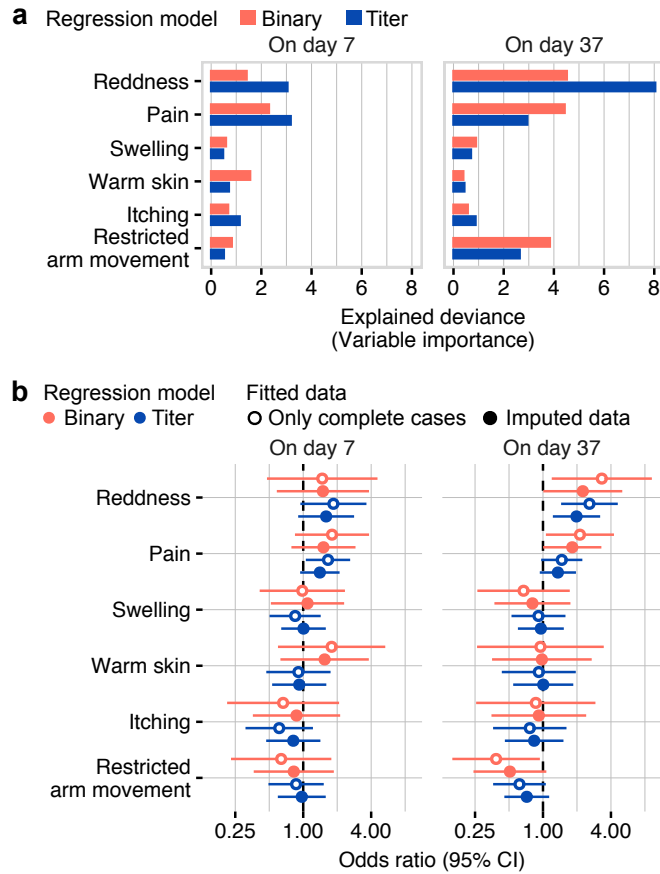 a
Regression model Binary Titer
On day 7 On day 37
Reddness
Pain
Swelling
Warm skin
Itching
Restricted
arm movement
0 2 4 6 8 0 2 4 6 8
Explained deviance
(Variable importance)
b
Regression model Fitted data
Binary Titer Only complete cases Imputed data
On day 7 On day 37
Reddness
Pain
Swelling
Warm skin
Itching
Restricted
arm movement
0.25 1.00 4.00 0.25 1.00 4.00
Odds ratio (95% CI)